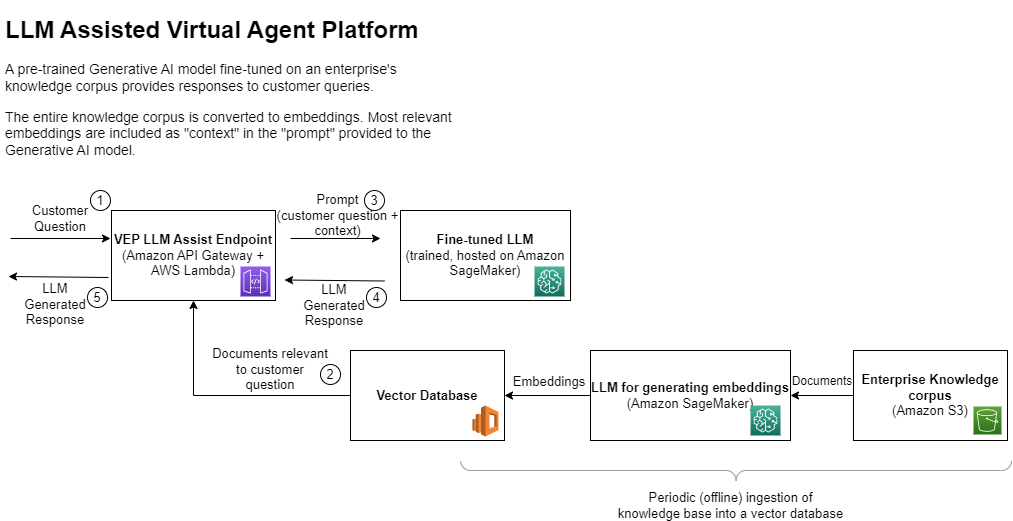 LLM Assisted Virtual Agent Platform
A pre-trained Generative AI model fine-tuned on an enterprise's
knowledge corpus provides responses to customer queries.
The entire knowledge corpus is converted to embeddings. Most relevant
embeddings are included as "context" in the "prompt" provided to the
Generative AI model.
1
Customer
Question
VEP LLM Assist Endpoint
(Amazon API Gateway +
AWS Lambda)
LLM
Generated
Response
5
Prompt
3
(customer question +
context)
Fine-tuned LLM
(trained, hosted on Amazon
SageMaker)
LLM
Generated
Response
4
Documents relevant
to customer
question
2
Vector Database
Embeddings
LLM for generating embeddings
(Amazon SageMaker)
Documents
Enterprise Knowledge
corpus
(Amazon S3)
Periodic (offline) ingestion of
knowledge base into a vector database